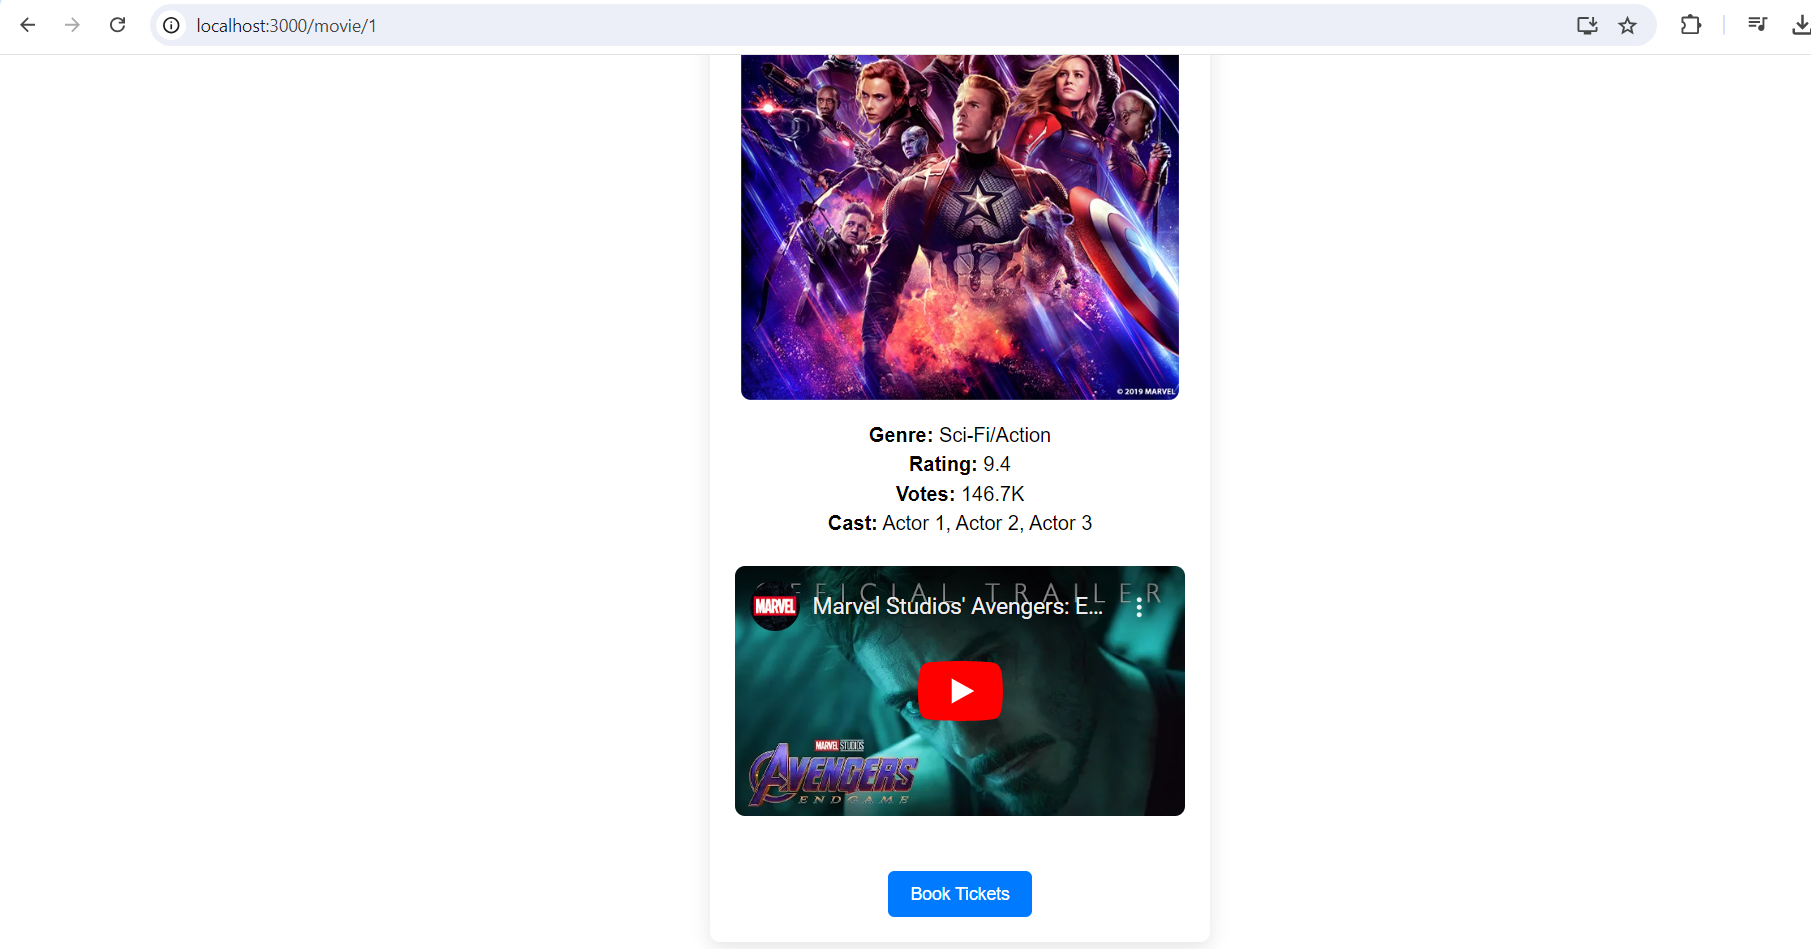 localhost:3000/movie/1
© 2019 MARVEL
Genre: Sci-Fi/Action
Rating: 9.4
Votes: 146.7K
Cast: Actor 1, Actor 2, Actor 3
OFFICIAL TRAILER
MARVEL
Marvel Studios' Avengers: E...
MARVEL STUDIOS
AVENGERS
ENDGAME
Book Tickets